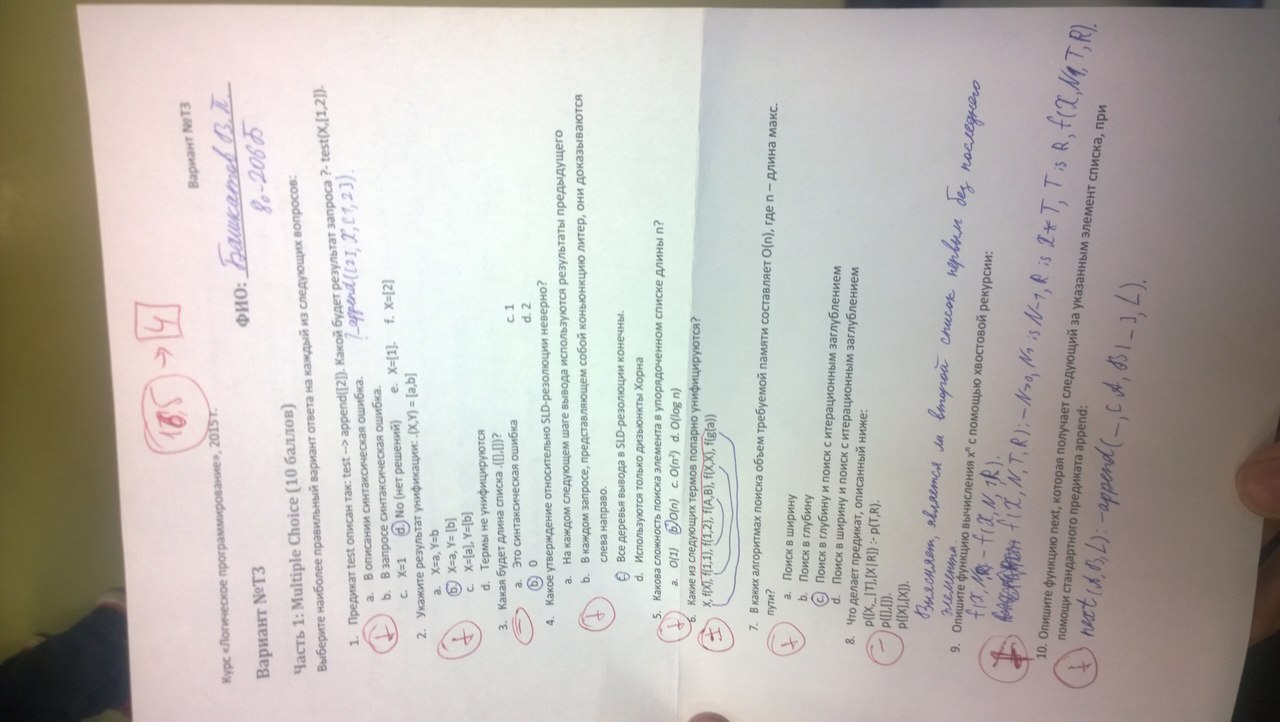 16,5 → 4
Вариант №Т3
Курс «Логическое программирование», 2015 г.
ФИО: Башкатов В.П.
Вариант №Т3
80-206Б
Часть 1: Multiple Choice (10 баллов)
Выберите наиболее правильный вариант ответа на каждый из следующих вопросов:
1. Предикат test описан так: test --> append([2]). Какой будет результат запроса ?- test(X,[1,2]).
a. В описании синтаксическая ошибка.
?-append([2],X,[1,2]).
b. В запросе синтаксическая ошибка.
c. X=1 d. No (нет решений) e. X=[1]. f. X=[2]
2. Укажите результат унификации: .(X,Y) = [a,b]
a. X=a, Y=b
b. X=a, Y= [b]
c. X=[a], Y=[b]
d. Термы не унифицируются
3. Какая будет длина списка .([],[])?
a. Это синтаксическая ошибка c. 1
b. 0 d. 2
4. Какое утверждение относительно SLD-резолюции неверно?
a. На каждом следующем шаге вывода используются результаты предыдущего
b. В каждом запросе, представляющем собой коньюнкцию литер, они доказываются
слева направо.
c. Все деревья вывода в SLD-резолюции конечны.
d. Используются только дизьюнкты Хорна
5. Какова сложность поиска элемента в упорядоченном списке длины n?
a. O(1) b. O(n) c. O(n²) d. O(log n)
6. Какие из следующих термов попарно унифицируются?
X, f(X), f(1,1), f(1,2), f(A,B), f(X,X), f(g(a))
7. В каких алгоритмах поиска объем требуемой памяти составляет O(n), где n – длина макс.
пути?
a. Поиск в ширину
b. Поиск в глубину
c. Поиск в глубину и поиск с итерационным заглублением
d. Поиск в ширину и поиск с итерационным заглублением
8. Что делает предикат, описанный ниже:
p([X,_|T],[X|R]) :- p(T,R).
p([],[]).
p([X],[X]).
Выясняет, является ли второй список первым без последнего
элемента.
9. Опишите функцию вычисления xⁿ с помощью хвостовой рекурсии:
f(X,N,R) - f(X,N,1,R).
f(X,N,T,R):-N>0, N1 is N-1, R is X*T, T is R, f(X,N1,T,R).
10. Опишите функцию next, которая получает следующий за указанным элемент списка, при
помощи стандартного предиката append:
next(A,B,L):-append(_,[A,B|_],L).